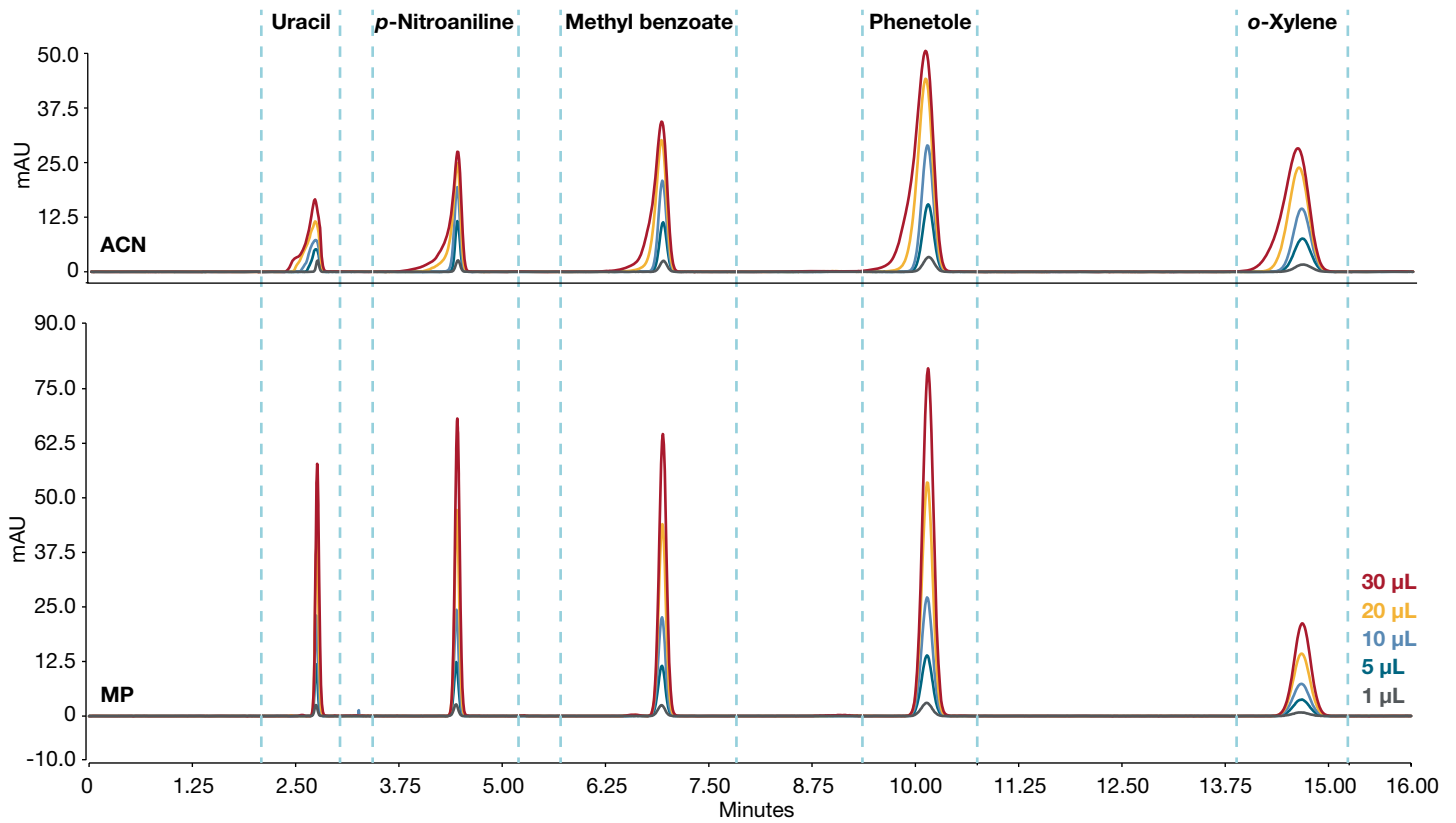 Uracil p-Nitroaniline Methyl benzoate Phenetole o-Xylene
50.0
37.5
25.0
12.5
0
mAU
ACN
90.0
75.0
62.5
50.0
37.5
25.0
12.5
0
-10.0
mAU
MP
30 µL
20 µL
10 µL
5 µL
1 µL
0 1.25 2.50 3.75 5.00 6.25 7.50 8.75 10.00 11.25 12.50 13.75 15.00 16.00
Minutes